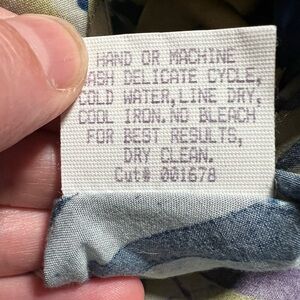 HAND OR MACHINE
WASH DELICATE CYCLE,
COLD WATER, LINE DRY,
COOL IRON. NO BLEACH
FOR BEST RESULTS,
DRY CLEAN.
Cut# 001678